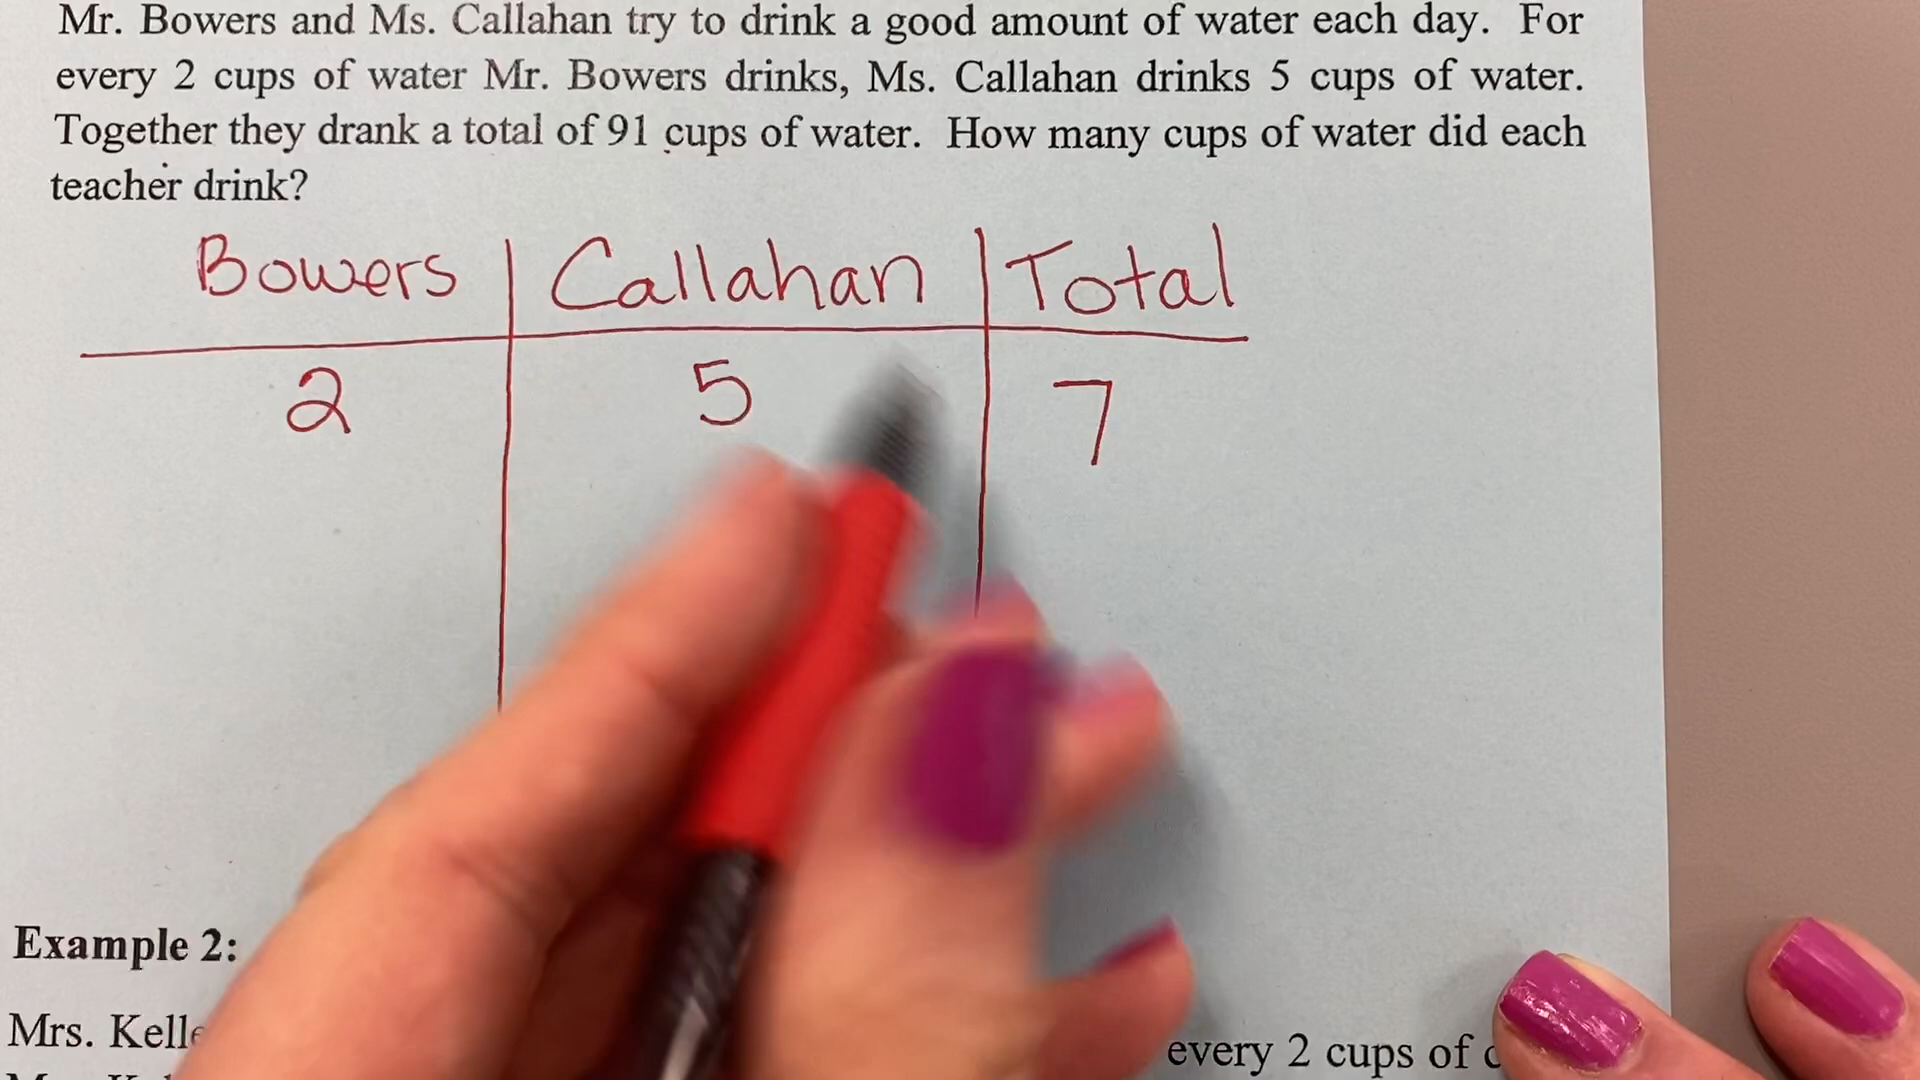 Mr. Bowers and Ms. Callahan try to drink a good amount of water each day. For
every 2 cups of water Mr. Bowers drinks, Ms. Callahan drinks 5 cups of water.
Together they drank a total of 91 cups of water. How many cups of water did each
teacher drink?
Bowers Callahan Total
2 5 7
Example 2:
Mrs.
every 2 cups of